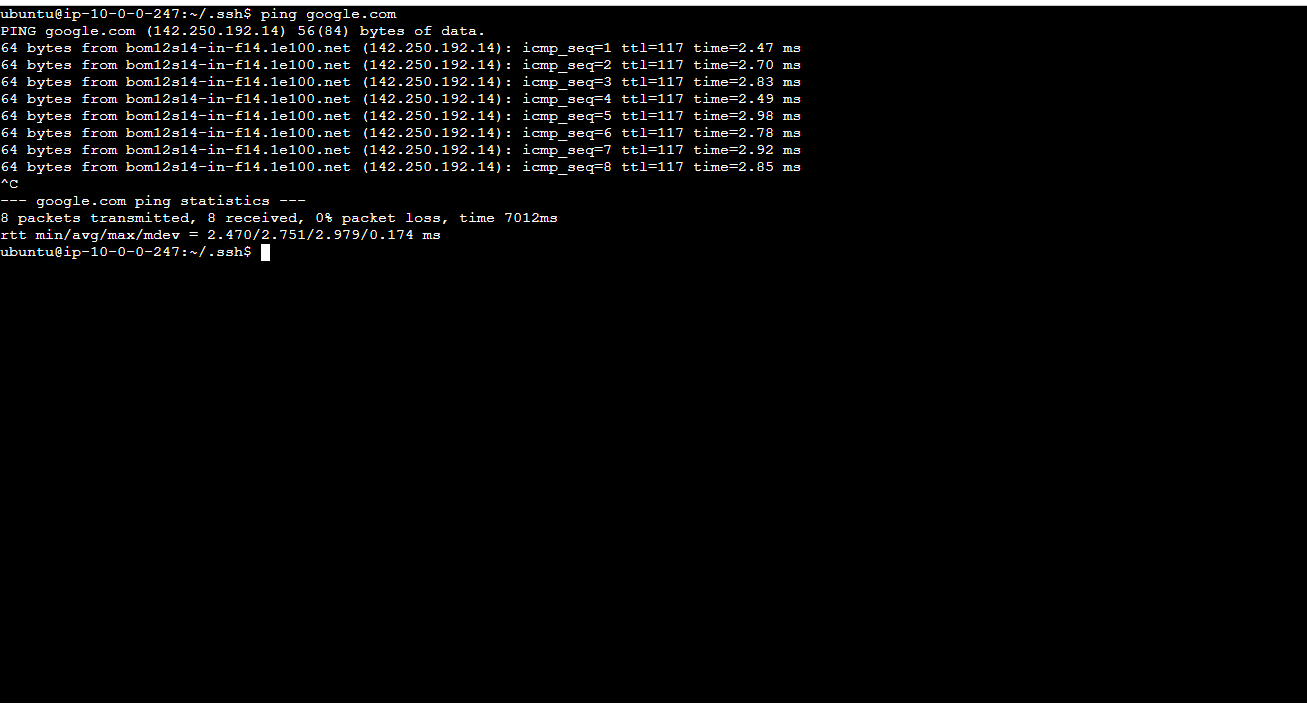 ubuntu@ip-10-0-0-247:~/.ssh$ ping google.com
PING google.com (142.250.192.14) 56(84) bytes of data.
64 bytes from bom12s14-in-f14.1e100.net (142.250.192.14): icmp_seq=1 ttl=117 time=2.47 ms
64 bytes from bom12s14-in-f14.1e100.net (142.250.192.14): icmp_seq=2 ttl=117 time=2.70 ms
64 bytes from bom12s14-in-f14.1e100.net (142.250.192.14): icmp_seq=3 ttl=117 time=2.83 ms
64 bytes from bom12s14-in-f14.1e100.net (142.250.192.14): icmp_seq=4 ttl=117 time=2.49 ms
64 bytes from bom12s14-in-f14.1e100.net (142.250.192.14): icmp_seq=5 ttl=117 time=2.98 ms
64 bytes from bom12s14-in-f14.1e100.net (142.250.192.14): icmp_seq=6 ttl=117 time=2.78 ms
64 bytes from bom12s14-in-f14.1e100.net (142.250.192.14): icmp_seq=7 ttl=117 time=2.92 ms
64 bytes from bom12s14-in-f14.1e100.net (142.250.192.14): icmp_seq=8 ttl=117 time=2.85 ms
^C
--- google.com ping statistics ---
8 packets transmitted, 8 received, 0% packet loss, time 7012ms
rtt min/avg/max/mdev = 2.470/2.751/2.979/0.174 ms
ubuntu@ip-10-0-0-247:~/.ssh$